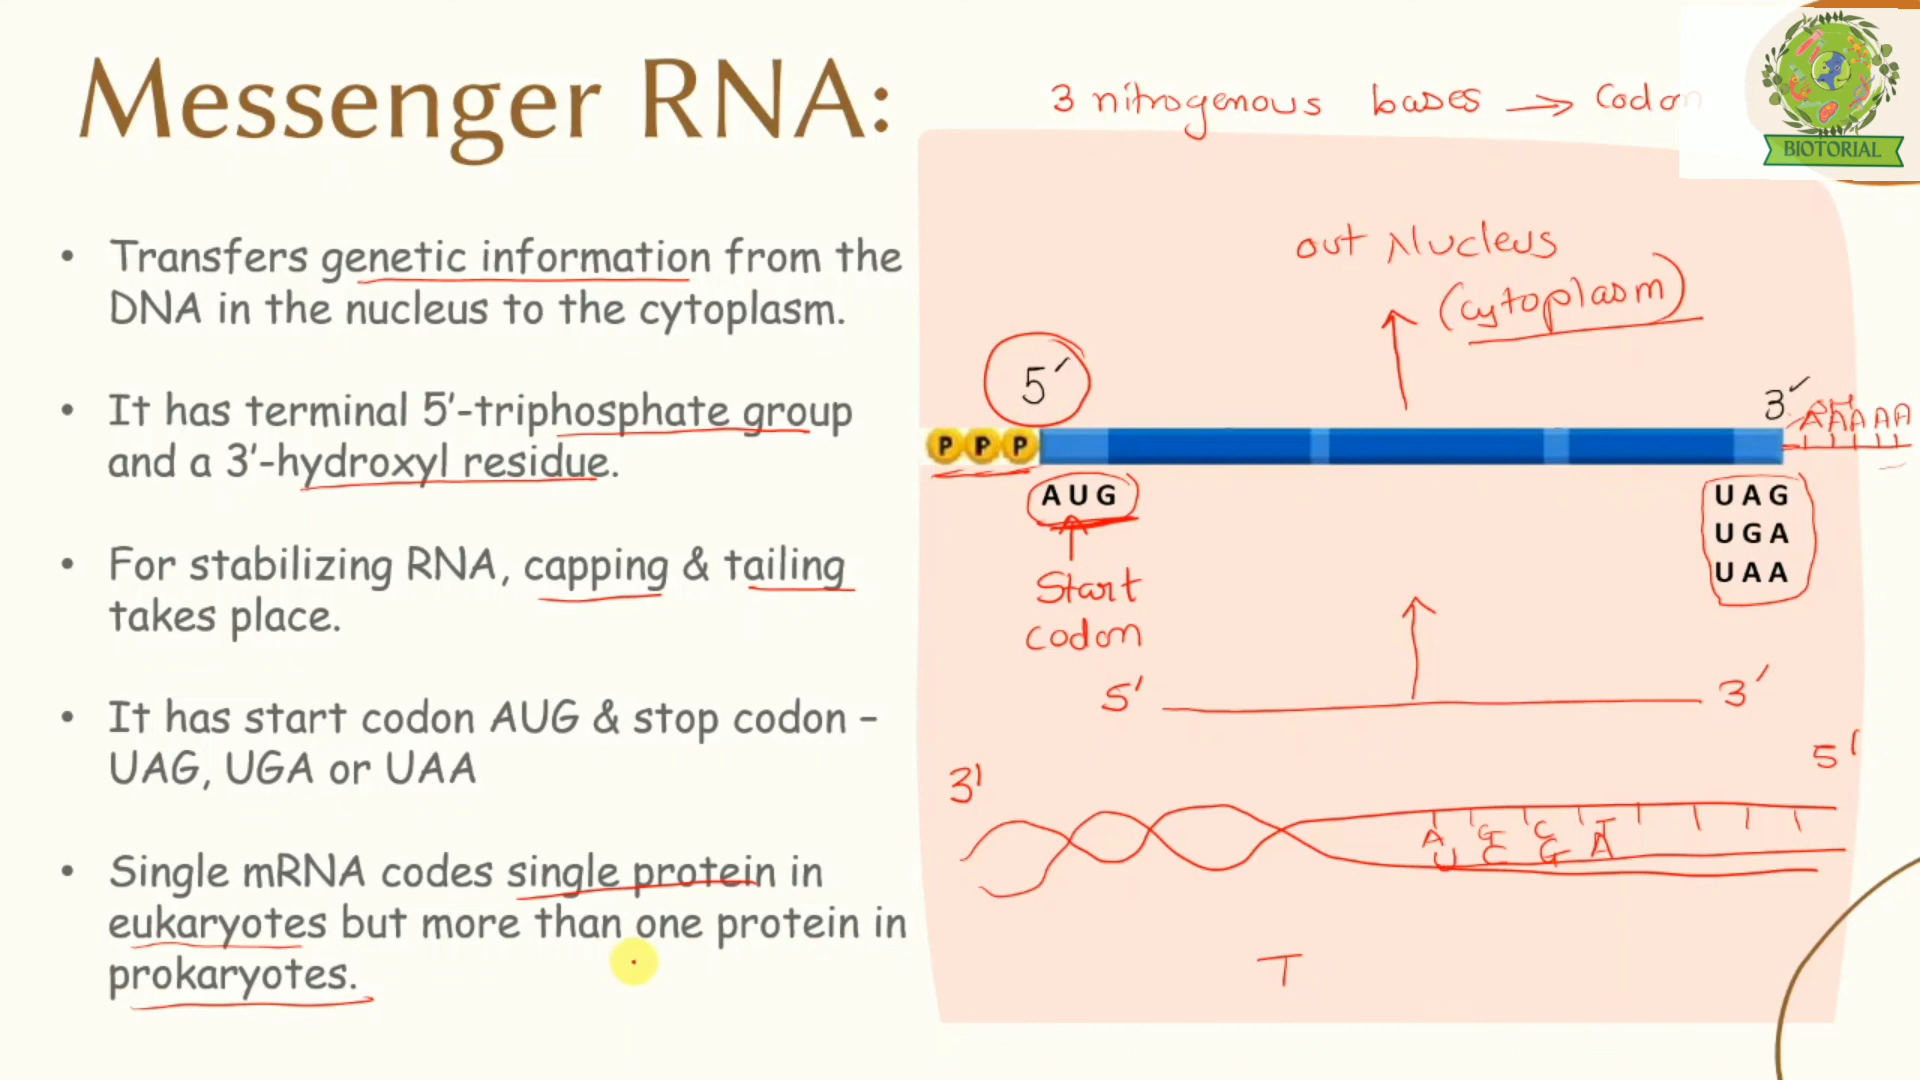 Messenger RNA:
3 nitrogenous bases → Codon
BIOTORIAL
• Transfers genetic information from the
DNA in the nucleus to the cytoplasm.
• It has terminal 5′-triphosphate group
and a 3′-hydroxyl residue.
• For stabilizing RNA, capping & tailing
takes place.
• It has start codon AUG & stop codon –
UAG, UGA or UAA
• Single mRNA codes single protein in
eukaryotes but more than one protein in
prokaryotes.
out Nucleus
(cytoplasm)
5′
3′
AAAAA
P P P
AUG
UAG
UGA
UAA
Start
codon
5′
3′
3'
5'
A G C T
U C G A
T